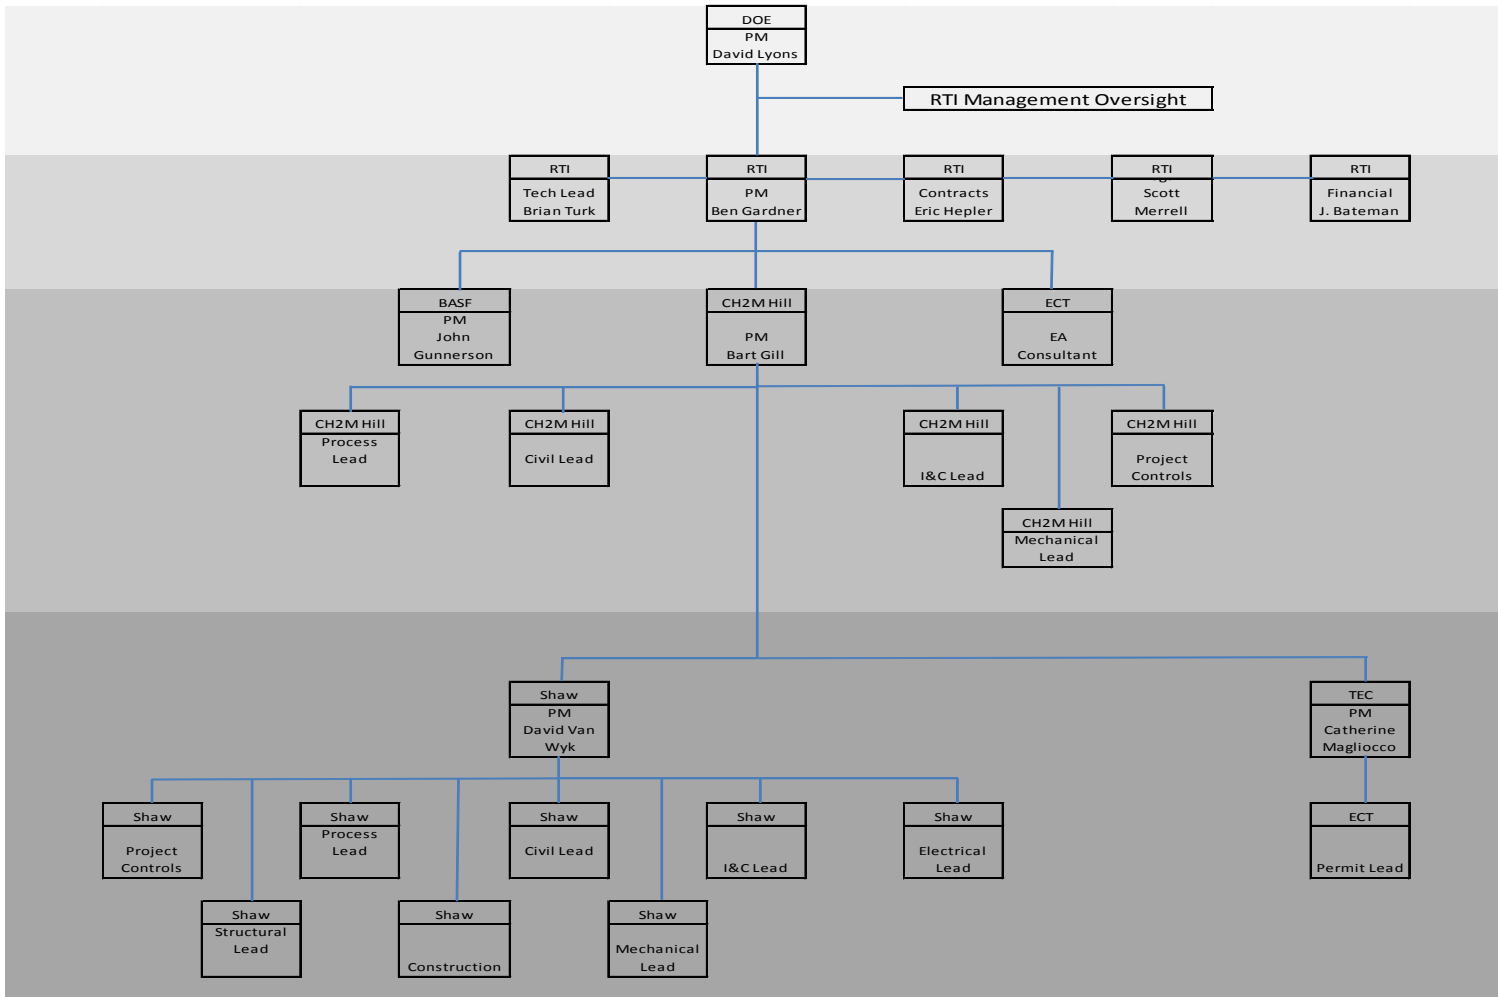 DOE
PM
David Lyons
RTI Management Oversight
RTI
Tech Lead
Brian Turk
RTI
PM
Ben Gardner
RTI
Contracts
Eric Hepler
RTI
Scott
Merrell
RTI
Financial
J. Bateman
BASF
PM
John
Gunnerson
CH2M Hill
PM
Bart Gill
ECT
EA
Consultant
CH2M Hill
Process
Lead
CH2M Hill
Civil Lead
CH2M Hill
I&C Lead
CH2M Hill
Project
Controls
CH2M Hill
Mechanical
Lead
Shaw
PM
David Van
Wyk
TEC
PM
Catherine
Magliocco
Shaw
Project
Controls
Shaw
Process
Lead
Shaw
Civil Lead
Shaw
I&C Lead
Shaw
Electrical
Lead
ECT
Permit Lead
Shaw
Structural
Lead
Shaw
Construction
Shaw
Mechanical
Lead